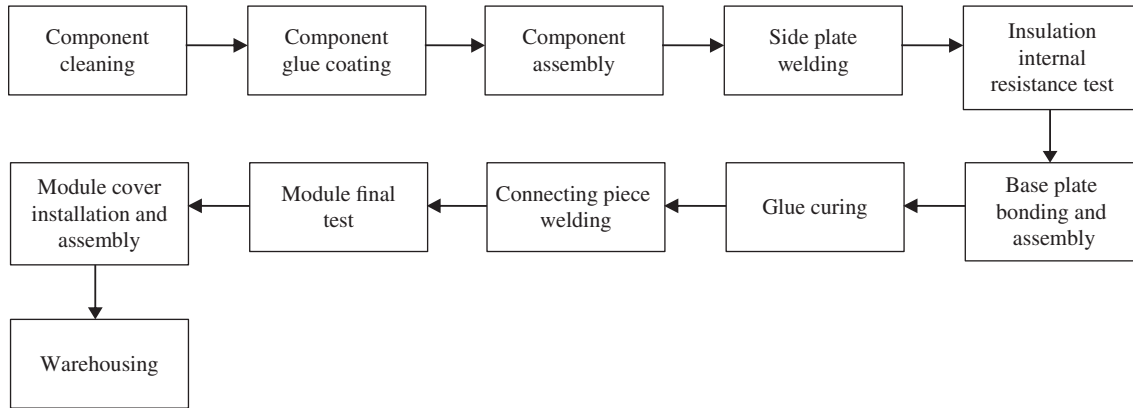 Component
cleaning
Component
glue coating
Component
assembly
Side plate
welding
Insulation
internal
resistance test
Base plate
bonding and
assembly
Glue curing
Connecting piece
welding
Module final
test
Module cover
installation and
assembly
Warehousing